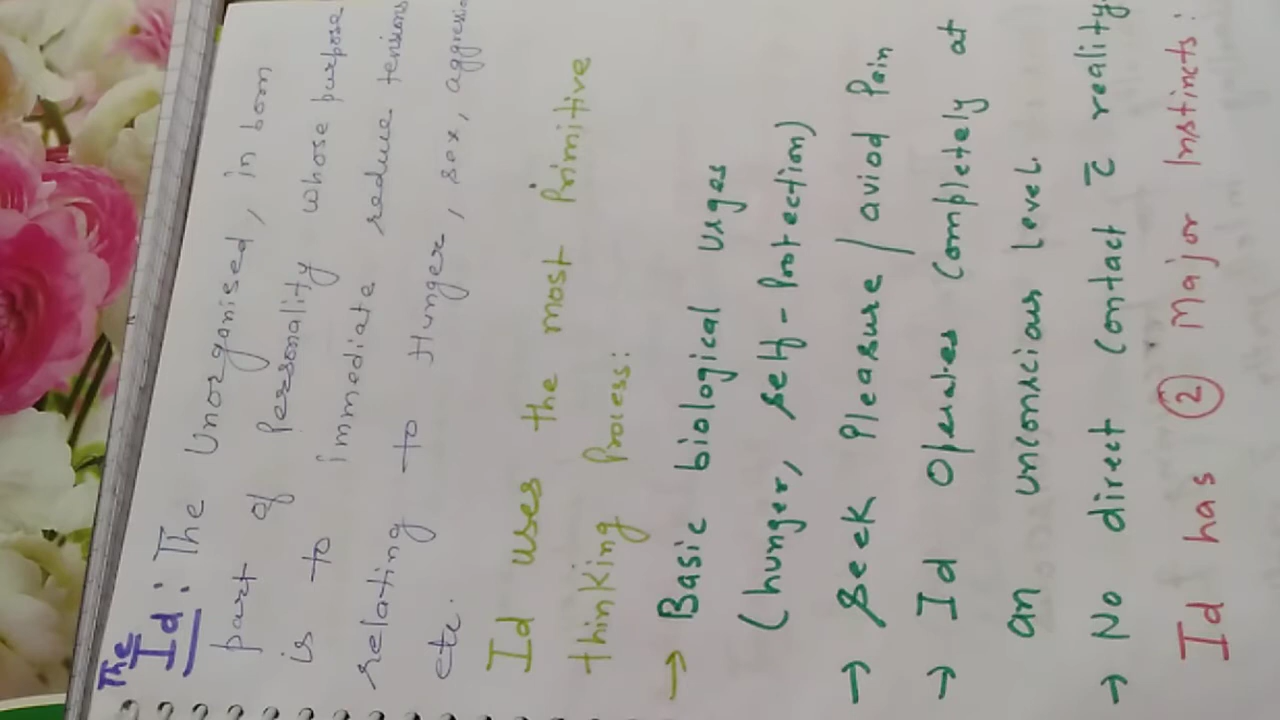 The
Id: The Unorganised, in born
part of Personality whose purpose
is to immediate reduce tensions
relating to Hunger, sex, aggressio
etc.
Id uses the most Primitive
thinking Process:
→ Basic biological Urges
(hunger, self-Protection)
→ Seek Pleasure / aviod Pain
→ Id Operates Completely at
an unconscious Level
→ No direct Contact c̄ reality.
Id has ② Major Instincts: